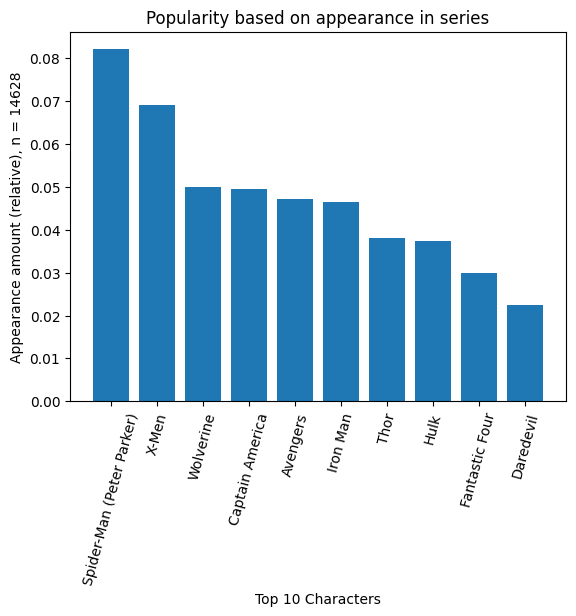 Popularity based on appearance in series
Appearance amount (relative), n = 14628
0.08
0.07
0.06
0.05
0.04
0.03
0.02
0.01
0.00
Spider-Man (Peter Parker)
X-Men
Wolverine
Captain America
Avengers
Iron Man
Thor
Hulk
Fantastic Four
Daredevil
Top 10 Characters